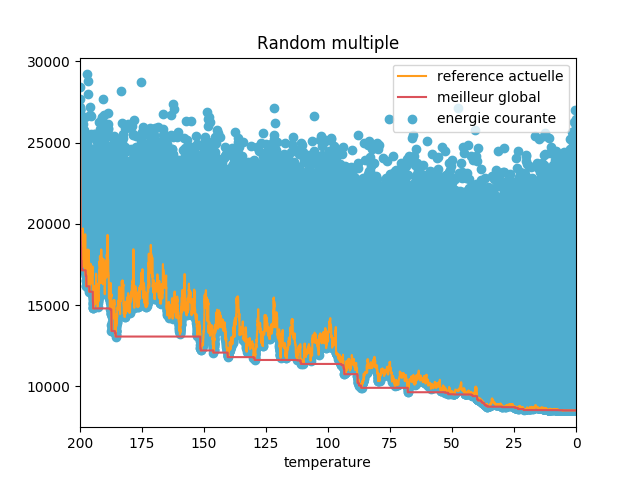 Random multiple
reference actuelle
meilleur global
energie courante
30000
25000
20000
15000
10000
200 175 150 125 100 75 50 25 0
temperature